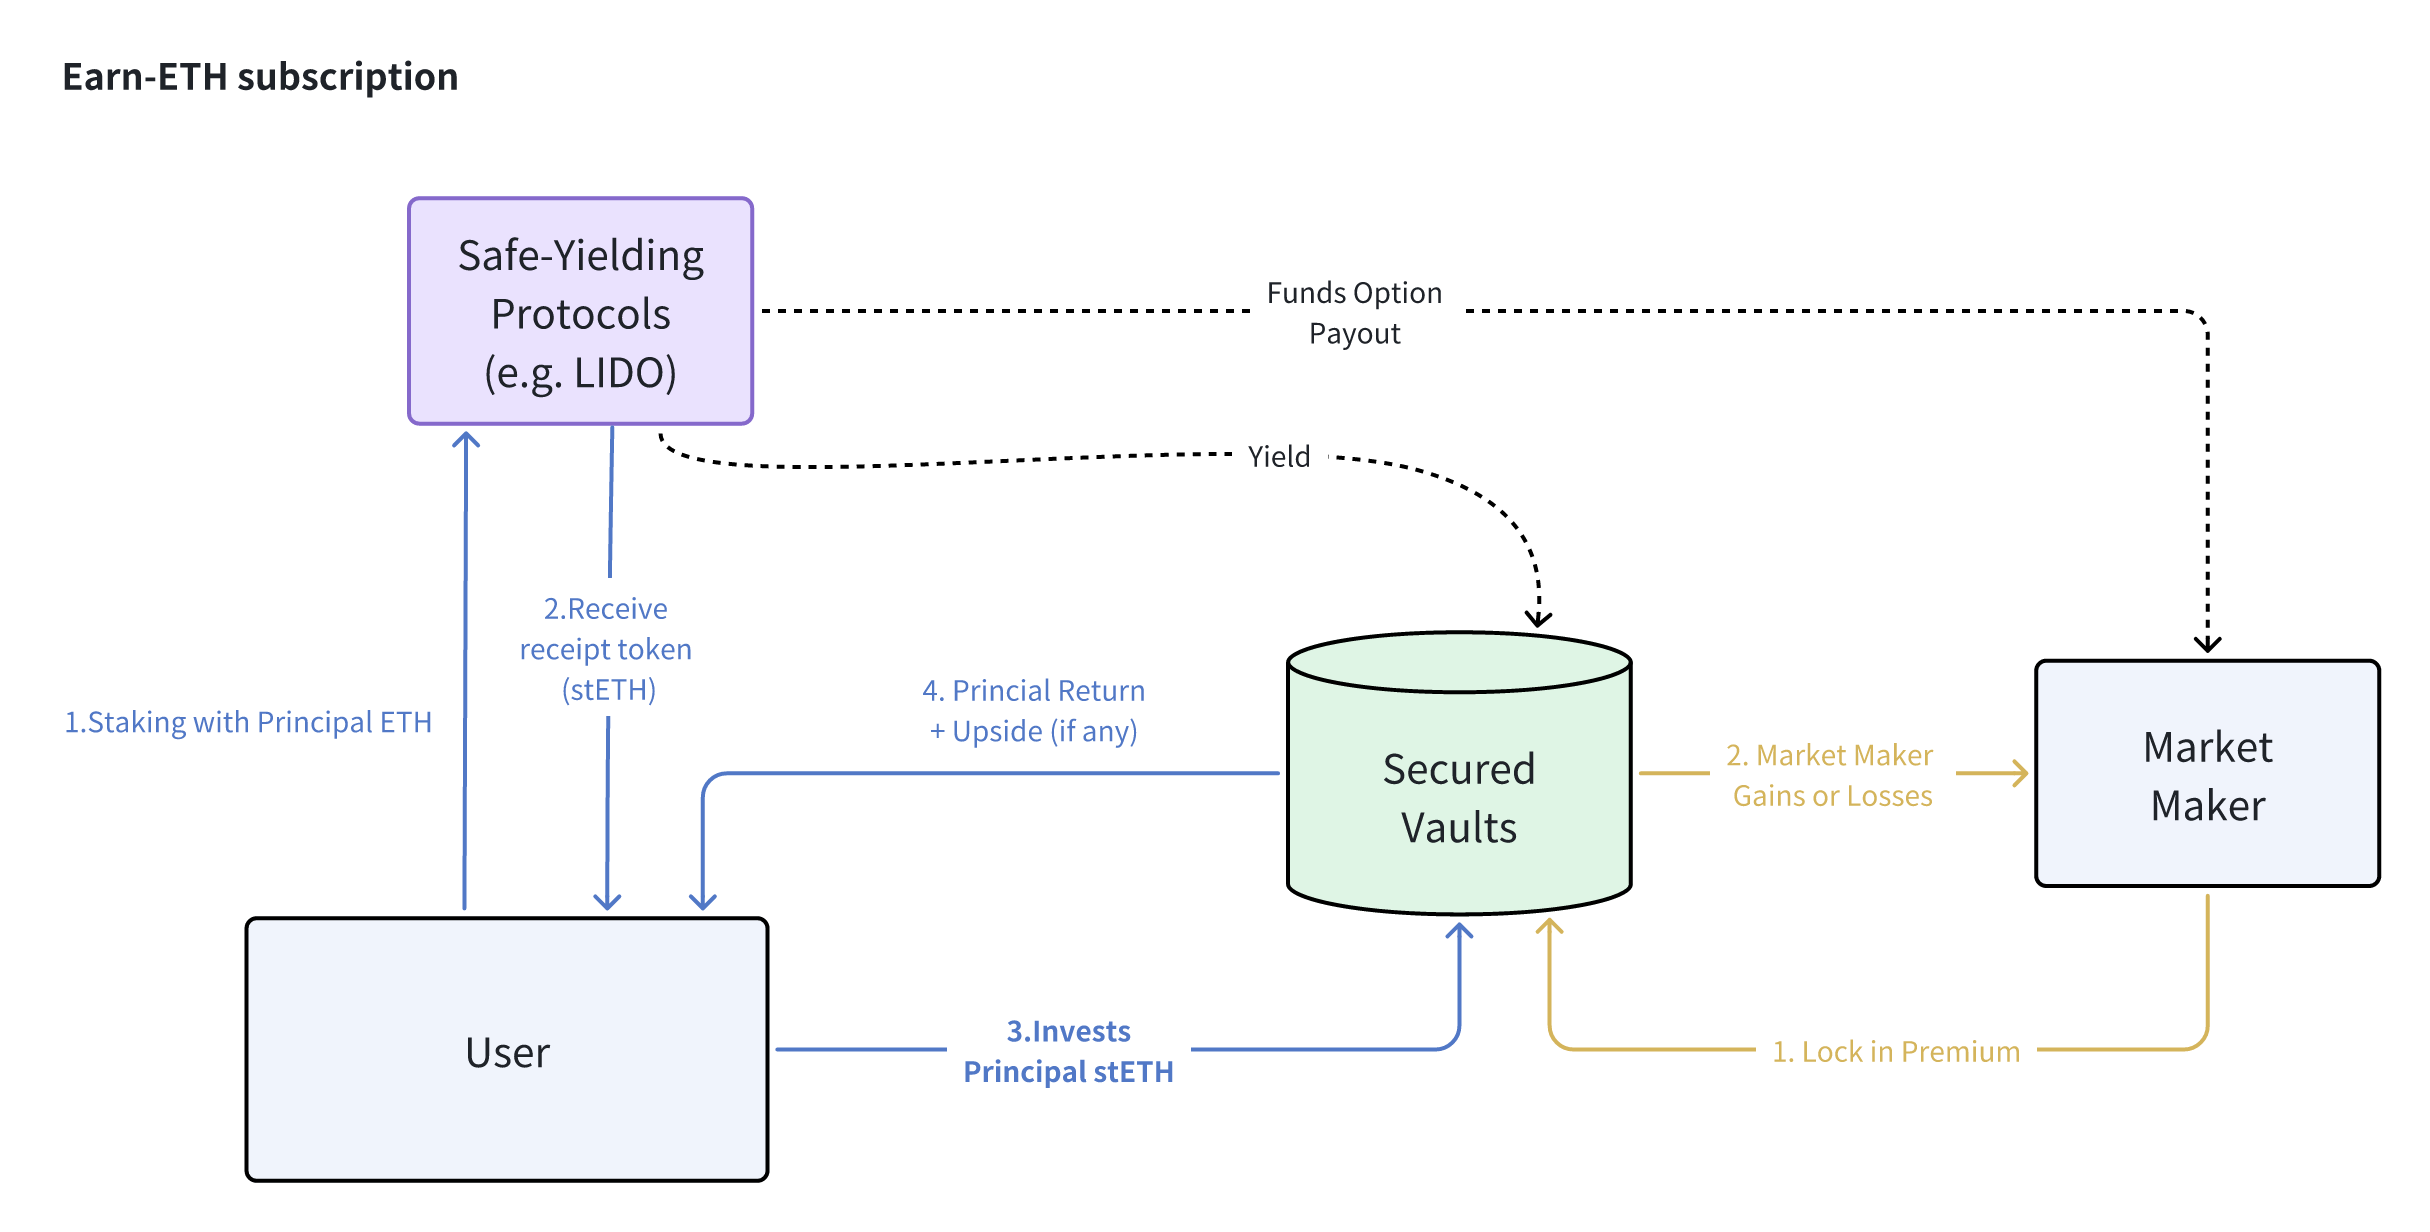 Earn-ETH subscription
Safe-Yielding
Protocols
(e.g. LIDO)
Funds Option
Payout
Yield
2.Receive
receipt token
(stETH)
1.Staking with Principal ETH
4. Princial Return
+ Upside (if any)
Secured
Vaults
2. Market Maker
Gains or Losses
Market
Maker
User
3.Invests
Principal stETH
1. Lock in Premium